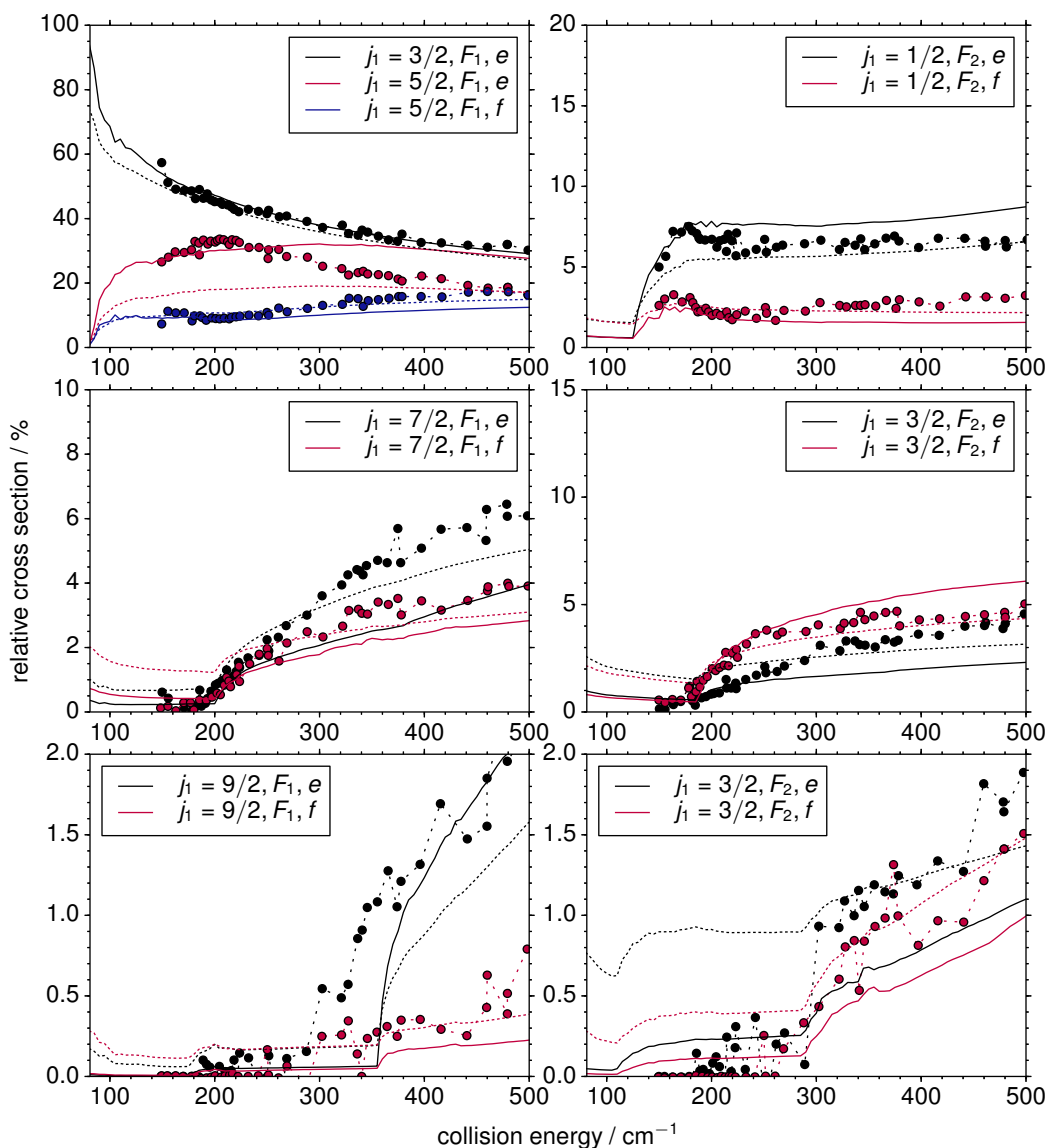 100
80
60
40
20
0
100 200 300 400 500
j₁ = 3/2, F₁, e
j₁ = 5/2, F₁, e
j₁ = 5/2, F₁, f
20
15
10
5
0
100 200 300 400 500
j₁ = 1/2, F₂, e
j₁ = 1/2, F₂, f
relative cross section / %
10
8
6
4
2
0
100 200 300 400 500
j₁ = 7/2, F₁, e
j₁ = 7/2, F₁, f
15
10
5
0
100 200 300 400 500
j₁ = 3/2, F₂, e
j₁ = 3/2, F₂, f
2.0
1.5
1.0
0.5
0.0
100 200 300 400 500
j₁ = 9/2, F₁, e
j₁ = 9/2, F₁, f
2.0
1.5
1.0
0.5
0.0
100 200 300 400 500
j₁ = 3/2, F₂, e
j₁ = 3/2, F₂, f
collision energy / cm⁻¹